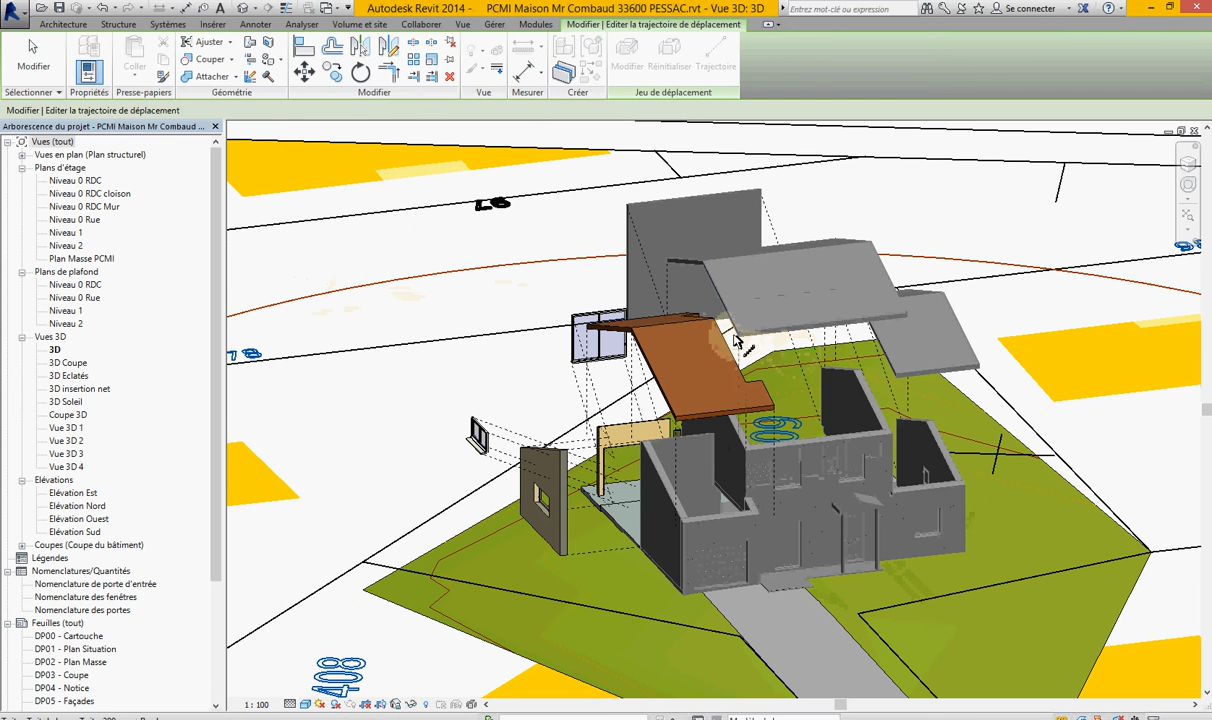 Autodesk Revit 2014 - PCMI Maison Mr Combaud 33600 PESSAC.rvt - Vue 3D: 3D
Entrez mot-clé ou expression
Se connecter
Architecture Structure Systèmes Insérer Annoter Analyser Volume et site Collaborer Vue Gérer Modules Modifier | Editer la trajectoire de déplacement
Modifier
Coller
Ajuster
Couper
Attacher
Modifier Réinitialiser Trajectoire
Sélectionner Propriétés Presse-papiers Géométrie Modifier Vue Mesurer Créer Jeu de déplacement
Modifier | Editer la trajectoire de déplacement
Arborescence du projet - PCMI Maison Mr Combaud ...
Vues (tout)
Vues en plan (Plan structurel)
Plans d'étage
Niveau 0 RDC
Niveau 0 RDC cloison
Niveau 0 RDC Mur
Niveau 0 Rue
Niveau 1
Niveau 2
Plan Masse PCMI
Plans de plafond
Niveau 0 RDC
Niveau 0 Rue
Niveau 1
Niveau 2
Vues 3D
3D
3D Coupe
3D Eclatés
3D insertion net
3D Soleil
Coupe 3D
Vue 3D 1
Vue 3D 2
Vue 3D 3
Vue 3D 4
Elévations
Elévation Est
Elévation Nord
Elévation Ouest
Elévation Sud
Coupes (Coupe du bâtiment)
Légendes
Nomenclatures/Quantités
Nomenclature de porte d'entrée
Nomenclature des fenêtres
Nomenclature des portes
Feuilles (tout)
DP00 - Cartouche
DP01 - Plan Situation
DP02 - Plan Masse
DP03 - Coupe
DP04 - Notice
DP05 - Façades
408
1 : 100